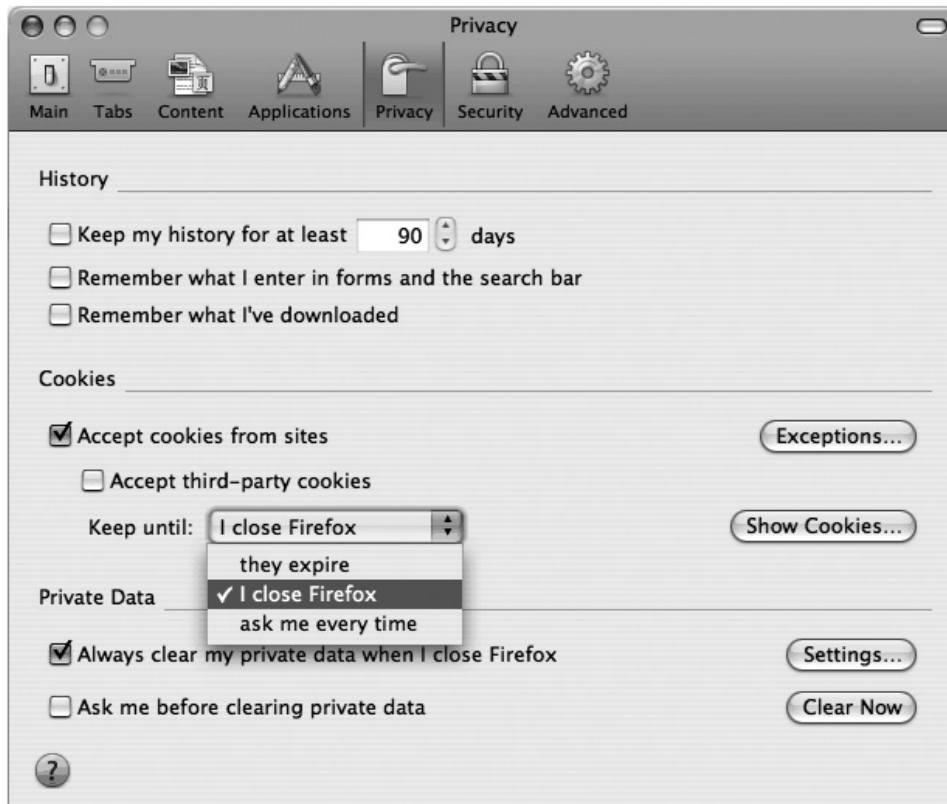 Privacy
Main Tabs Content Applications Privacy Security Advanced
History
Keep my history for at least 90 days
Remember what I enter in forms and the search bar
Remember what I've downloaded
Cookies
Accept cookies from sites Exceptions...
Accept third-party cookies
Keep until: I close Firefox Show Cookies...
they expire
✓ I close Firefox
Private Data
ask me every time
Always clear my private data when I close Firefox Settings...
Ask me before clearing private data Clear Now
?